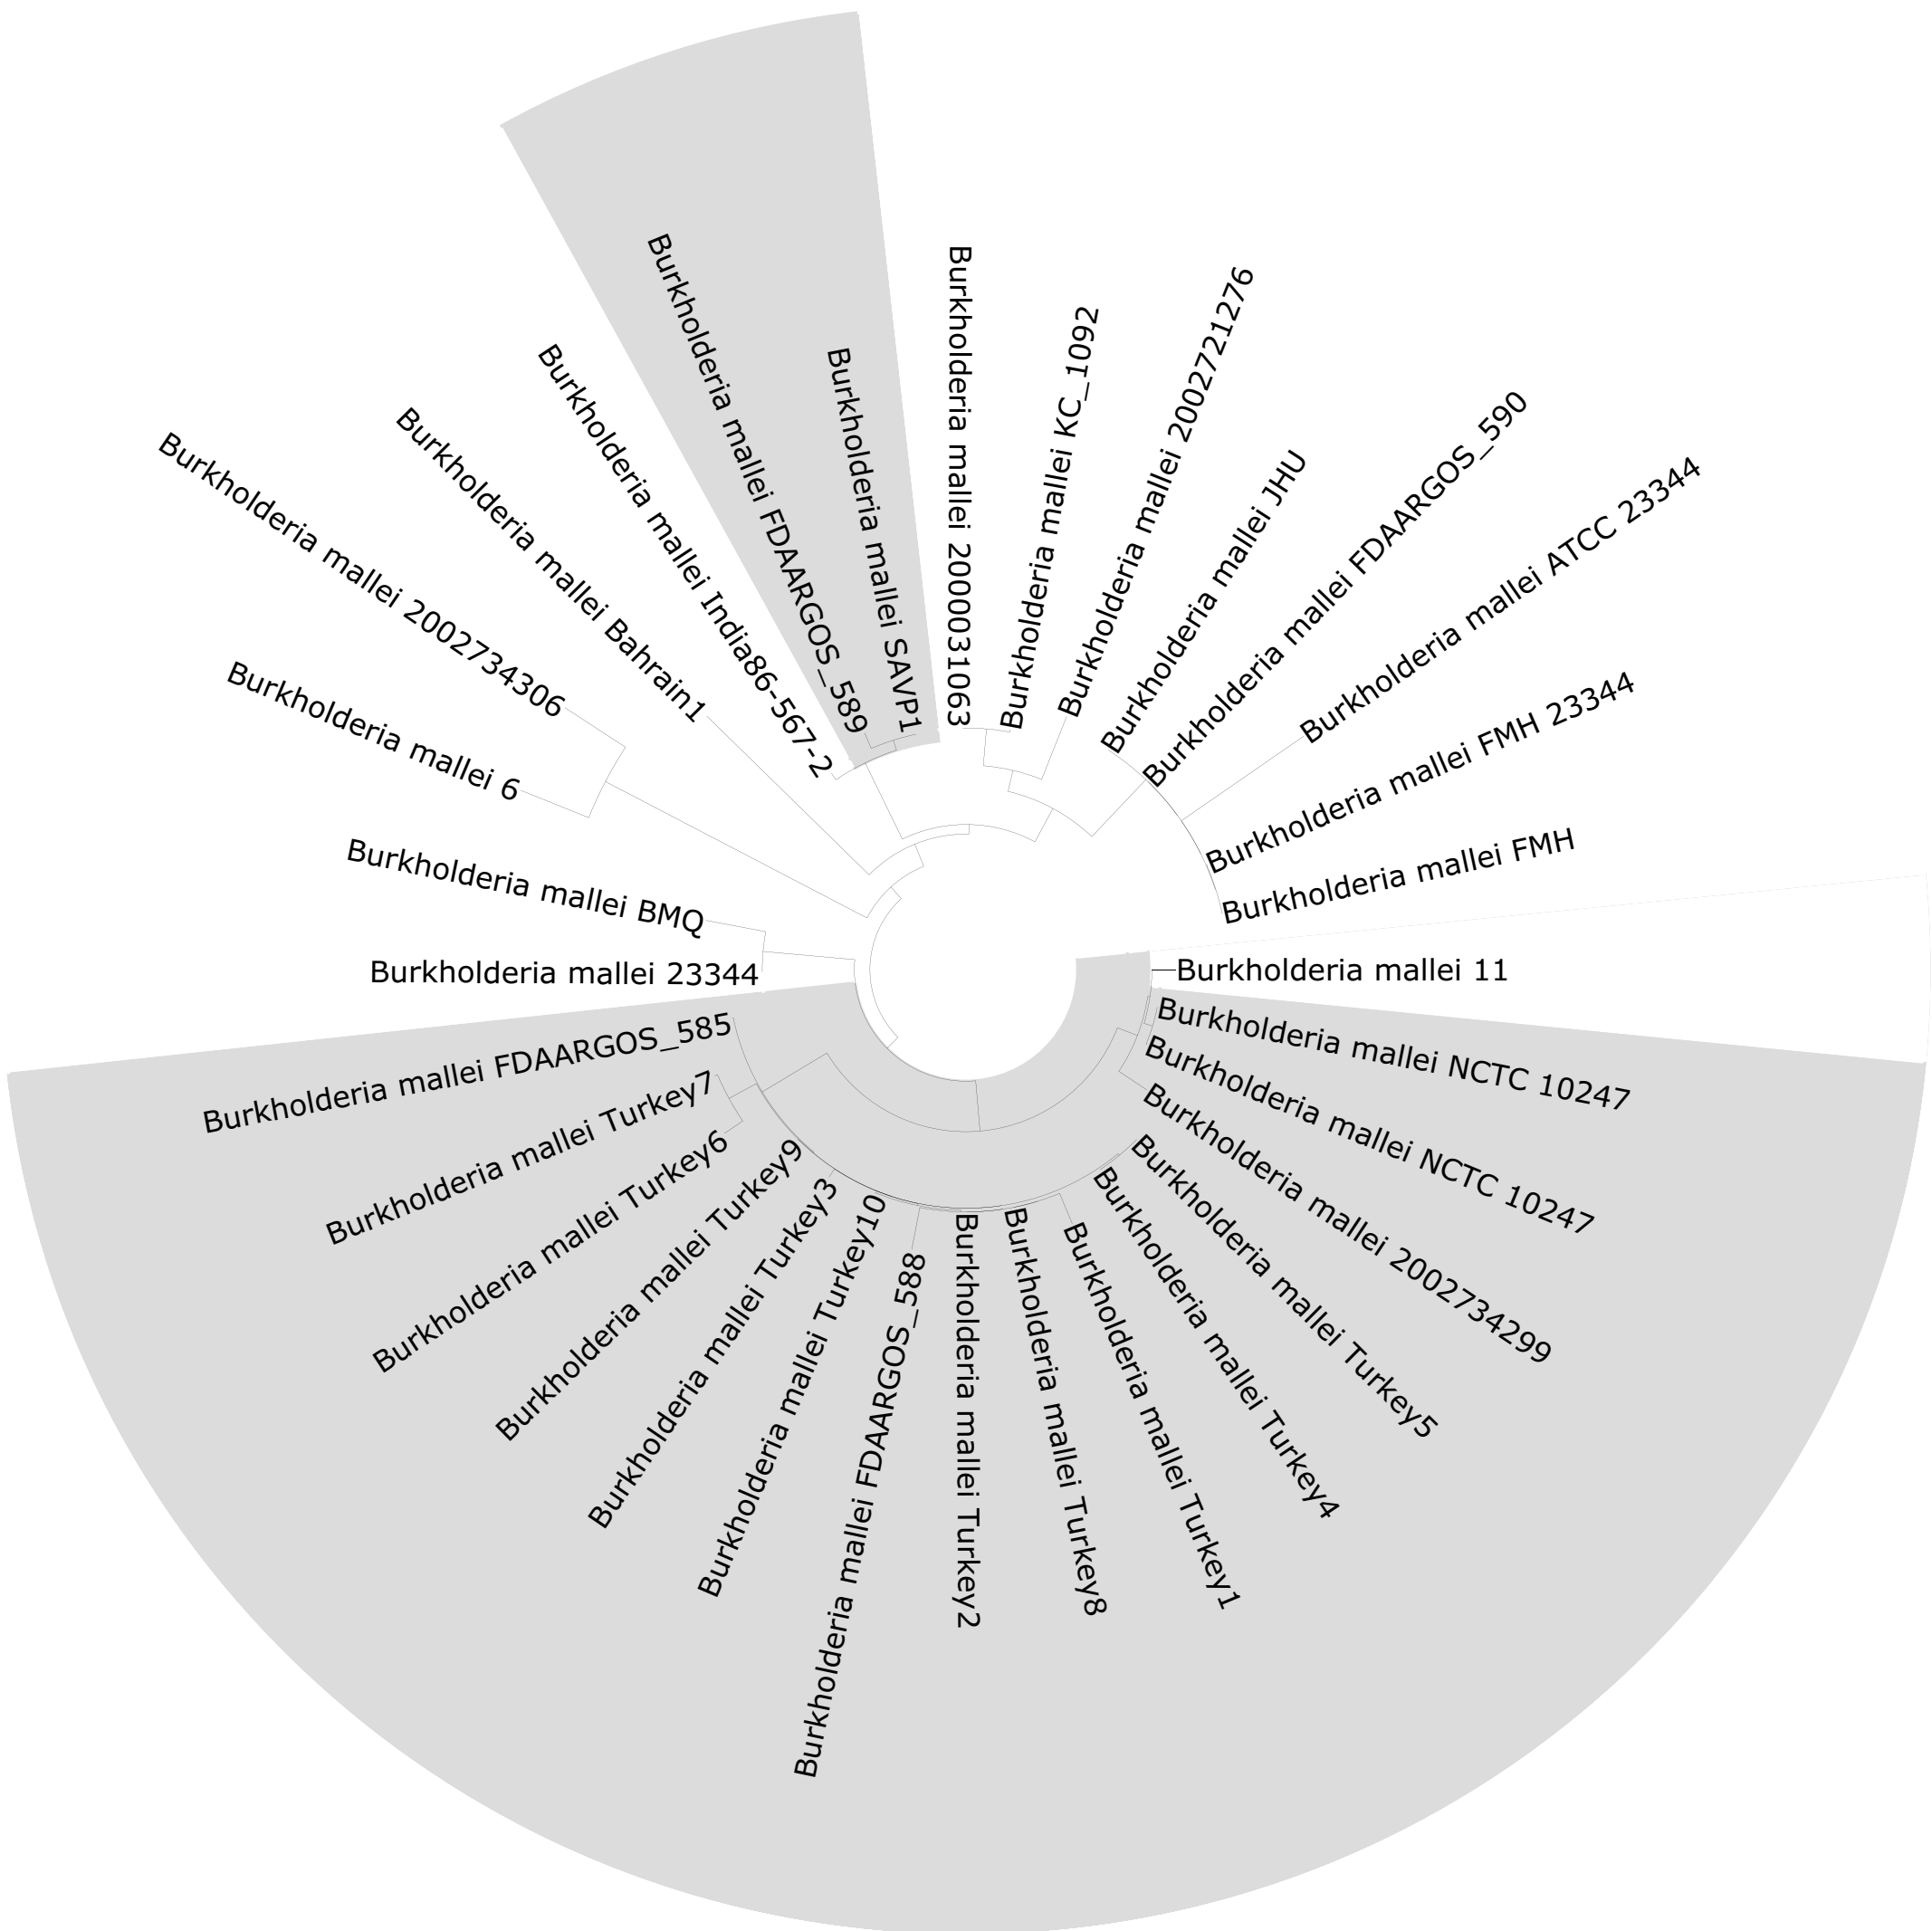 Burkholderia mallei 2000031063
Burkholderia mallei KC_1092
Burkholderia mallei 2002721276
Burkholderia mallei JHU
Burkholderia mallei FDAARGOS_590
Burkholderia mallei ATCC 23344
Burkholderia mallei FMH 23344
Burkholderia mallei FMH
Burkholderia mallei 11
Burkholderia mallei NCTC 10247
Burkholderia mallei NCTC 10247
Burkholderia mallei 2002734299
Burkholderia mallei Turkey5
Burkholderia mallei Turkey4
Burkholderia mallei Turkey1
Burkholderia mallei Turkey8
Burkholderia mallei Turkey2
Burkholderia mallei FDAARGOS_588
Burkholderia mallei Turkey10
Burkholderia mallei Turkey3
Burkholderia mallei Turkey9
Burkholderia mallei Turkey6
Burkholderia mallei Turkey7
Burkholderia mallei FDAARGOS_585
Burkholderia mallei 23344
Burkholderia mallei BMQ
Burkholderia mallei 6
Burkholderia mallei 2002734306
Burkholderia mallei Bahrain1
Burkholderia mallei India86-567-2
Burkholderia mallei FDAARGOS_589
Burkholderia mallei SAVP1